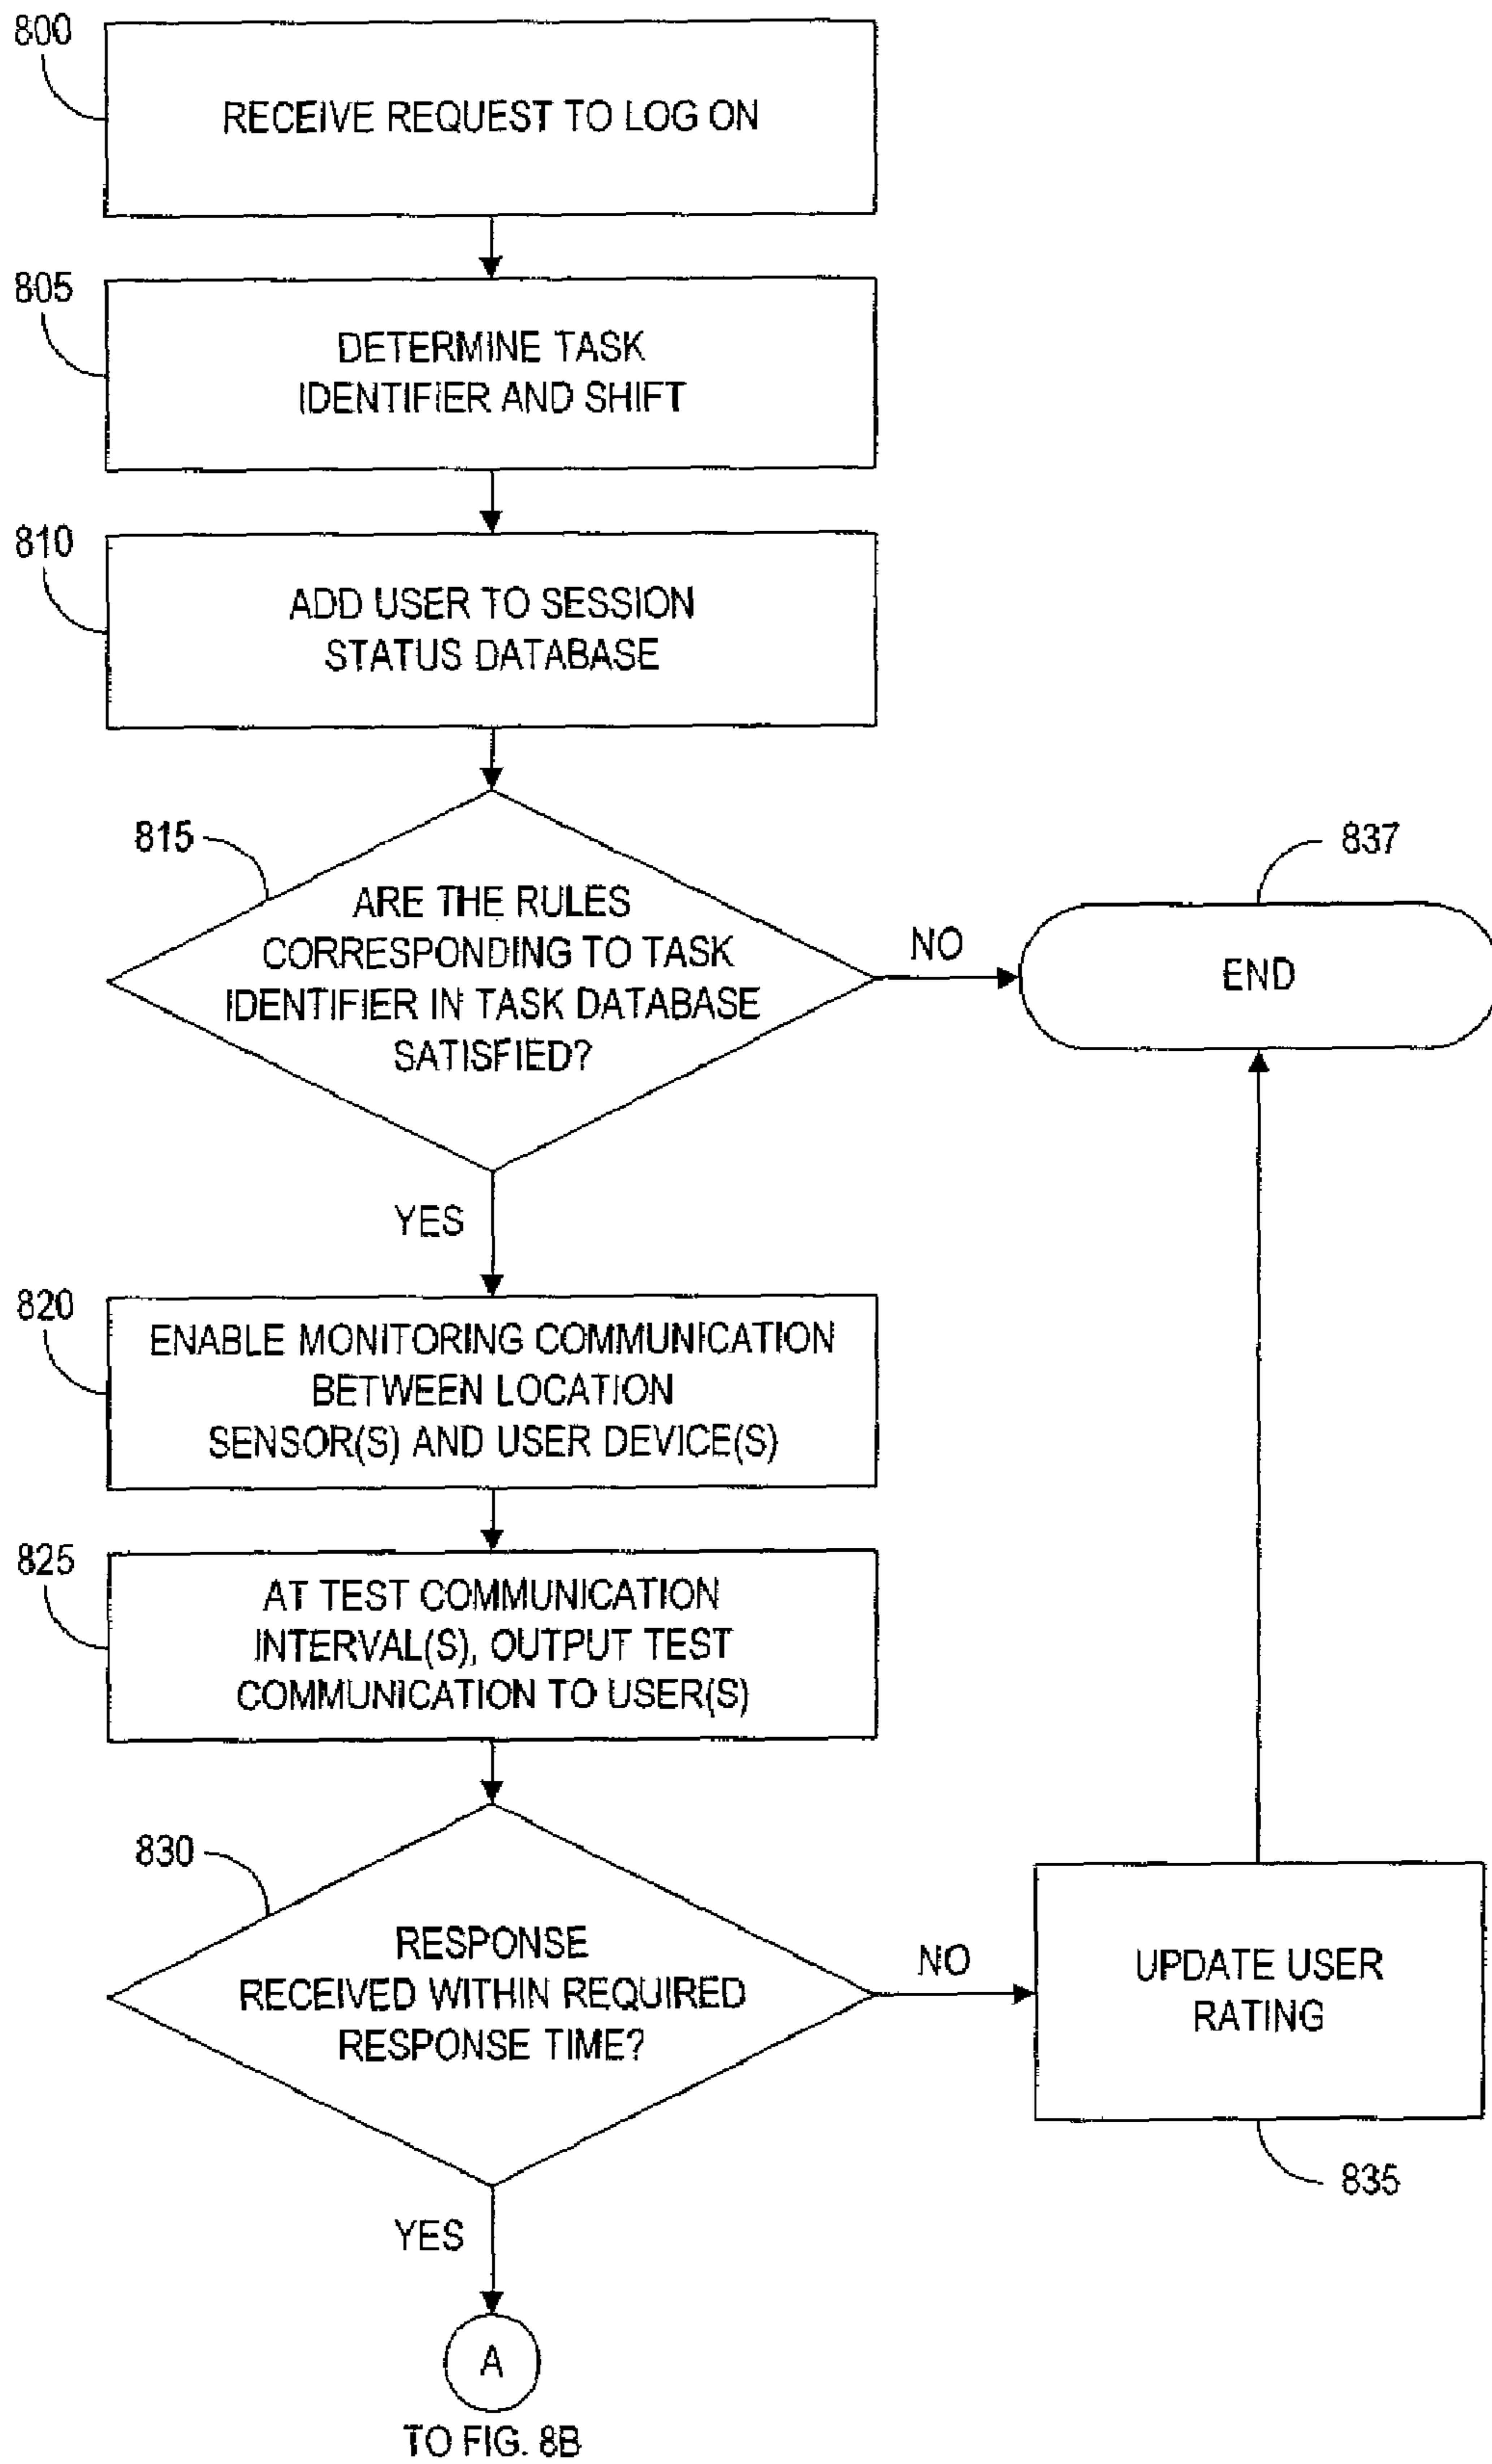 800
RECEIVE REQUEST TO LOG ON
805
DETERMINE TASK
IDENTIFIER AND SHIFT
810
ADD USER TO SESSION
STATUS DATABASE
815
ARE THE RULES
CORRESPONDING TO TASK
IDENTIFIER IN TASK DATABASE
SATISFIED?
NO
837
END
YES
820
ENABLE MONITORING COMMUNICATION
BETWEEN LOCATION
SENSOR(S) AND USER DEVICE(S)
825
AT TEST COMMUNICATION
INTERVAL(S), OUTPUT TEST
COMMUNICATION TO USER(S)
830
RESPONSE
RECEIVED WITHIN REQUIRED
RESPONSE TIME?
NO
UPDATE USER
RATING
835
YES
A
TO FIG. 8B